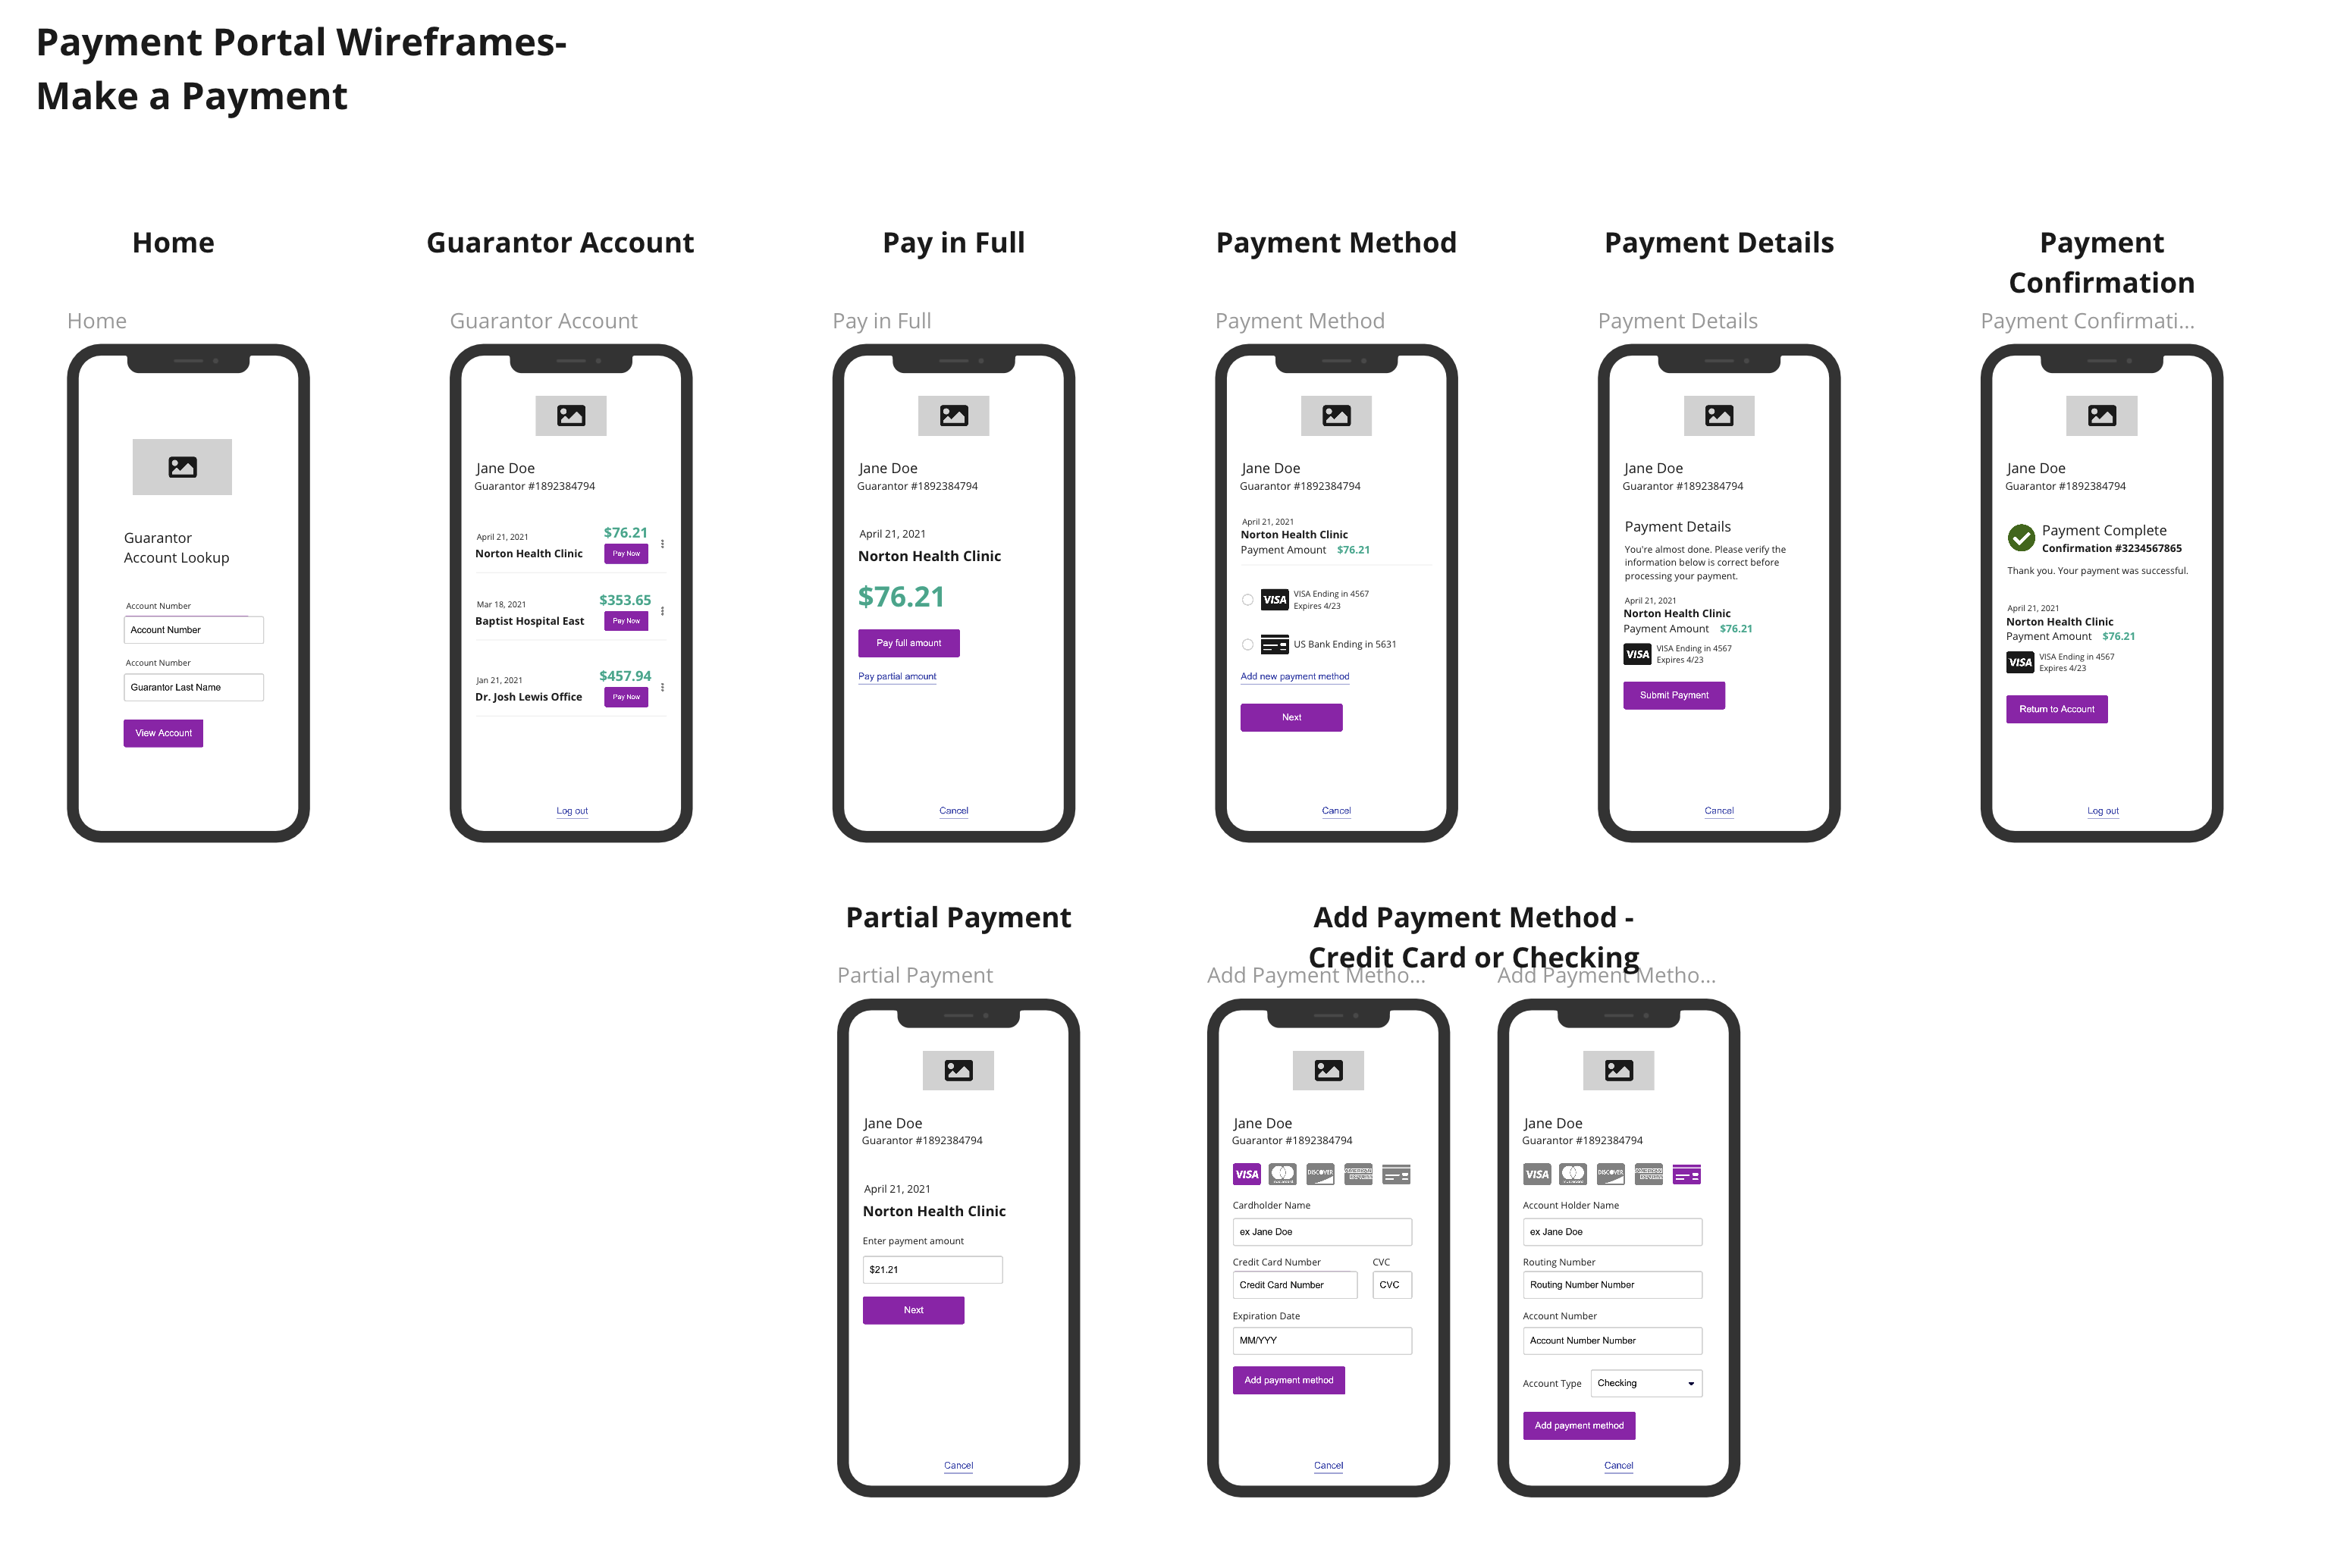 Payment Portal Wireframes-
Make a Payment
Home
Guarantor Account
Pay in Full
Payment Method
Payment Details
Payment
Confirmation
Home
Guarantor
Account Lookup
Account Number
Account Number
Account Number
Guarantor Last Name
View Account
Guarantor Account
Jane Doe
Guarantor #1892384794
April 21, 2021
Norton Health Clinic
$76.21
Pay Now
Mar 18, 2021
Baptist Hospital East
$353.65
Pay Now
Jan 21, 2021
Dr. Josh Lewis Office
$457.94
Pay Now
Log out
Pay in Full
Jane Doe
Guarantor #1892384794
April 21, 2021
Norton Health Clinic
$76.21
Pay full amount
Pay partial amount
Cancel
Payment Method
Jane Doe
Guarantor #1892384794
April 21, 2021
Norton Health Clinic
Payment Amount $76.21
VISA VISA Ending in 4567
Expires 4/23
US Bank Ending in 5631
Add new payment method
Next
Cancel
Payment Details
Jane Doe
Guarantor #1892384794
Payment Details
You're almost done. Please verify the
information below is correct before
processing your payment.
April 21, 2021
Norton Health Clinic
Payment Amount $76.21
VISA VISA Ending in 4567
Expires 4/23
Submit Payment
Cancel
Payment Confirmati...
Jane Doe
Guarantor #1892384794
Payment Complete
Confirmation #3234567865
Thank you. Your payment was successful.
April 21, 2021
Norton Health Clinic
Payment Amount $76.21
VISA VISA Ending in 4567
Expires 4/23
Return to Account
Log out
Partial Payment
Add Payment Method -
Credit Card or Checking
Partial Payment
Jane Doe
Guarantor #1892384794
April 21, 2021
Norton Health Clinic
Enter payment amount
$21.21
Next
Cancel
Add Payment Metho...
Jane Doe
Guarantor #1892384794
VISA DISCOVER
Cardholder Name
ex Jane Doe
Credit Card Number CVC
Credit Card Number CVC
Expiration Date
MM/YYY
Add payment method
Cancel
Add Payment Metho...
Jane Doe
Guarantor #1892384794
VISA DISCOVER
Account Holder Name
ex Jane Doe
Routing Number
Routing Number Number
Account Number
Account Number Number
Account Type Checking
Add payment method
Cancel